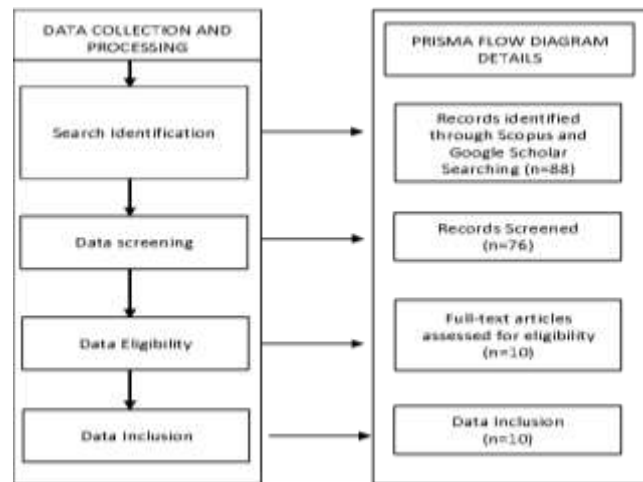 DATA COLLECTION AND
PROCESSING
Search Identification
Data screening
Data Eligibility
Data Inclusion
PRISMA FLOW DIAGRAM
DETAILS
Records identified
through Scopus and
Google Scholar
Searching (n=88)
Records Screened
(n=76)
Full-text articles
assessed for eligibility
(n=10)
Data Inclusion
(n=10)